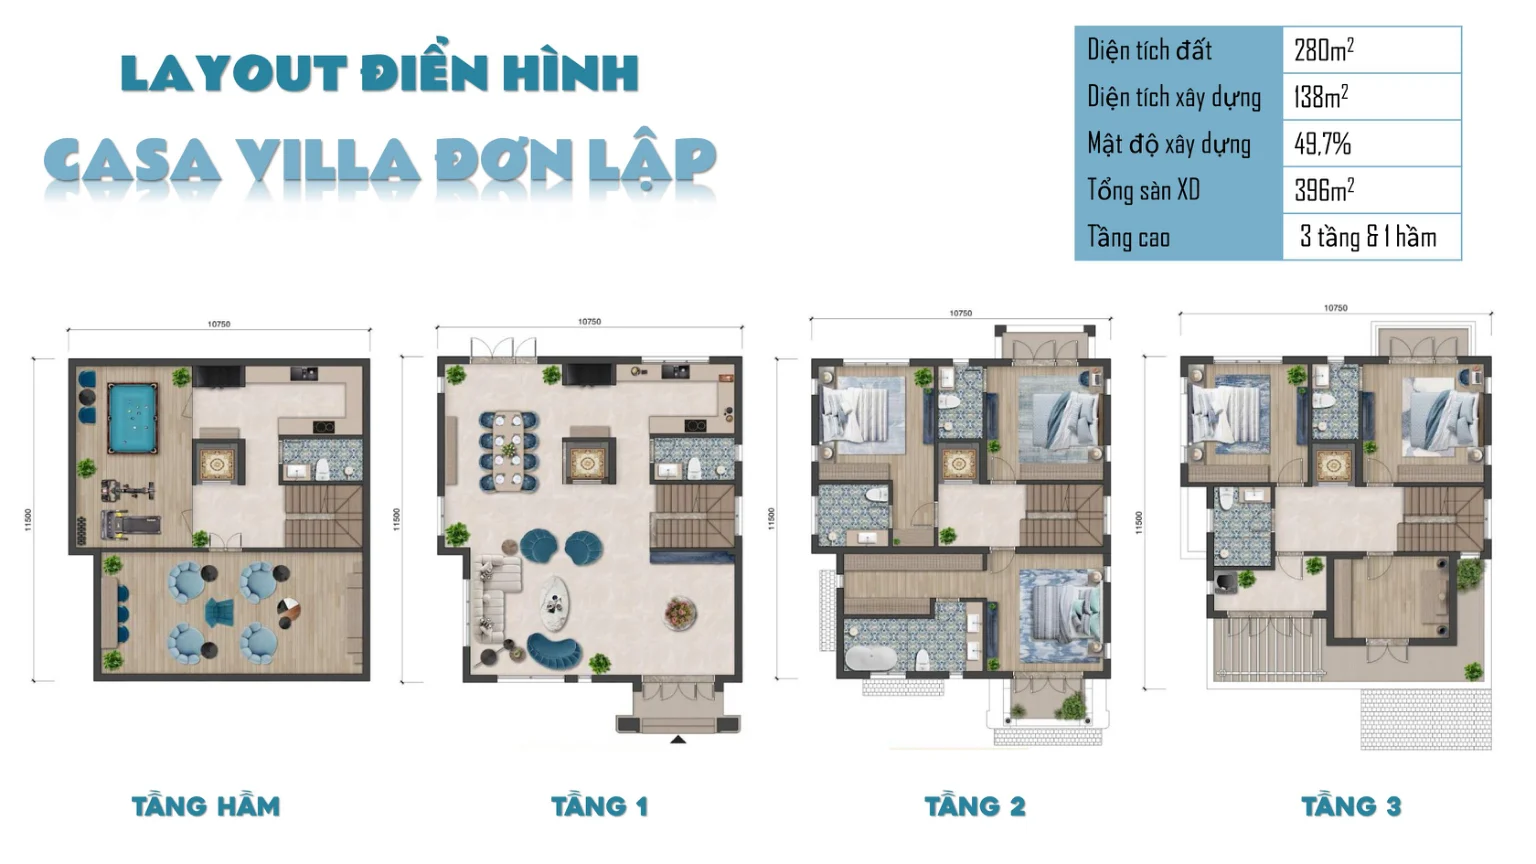 LAYOUT ĐIỂN HÌNH
CASA VILLA ĐƠN LẬP
Diện tích đất 280m²
Diện tích xây dựng 138m²
Mật độ xây dựng 49,7%
Tổng sàn XD 396m²
Tầng cao 3 tầng & 1 hầm
10750
10750
10750
10750
11500
11500
11500
11500
TẦNG HẦM
TẦNG 1
TẦNG 2
TẦNG 3